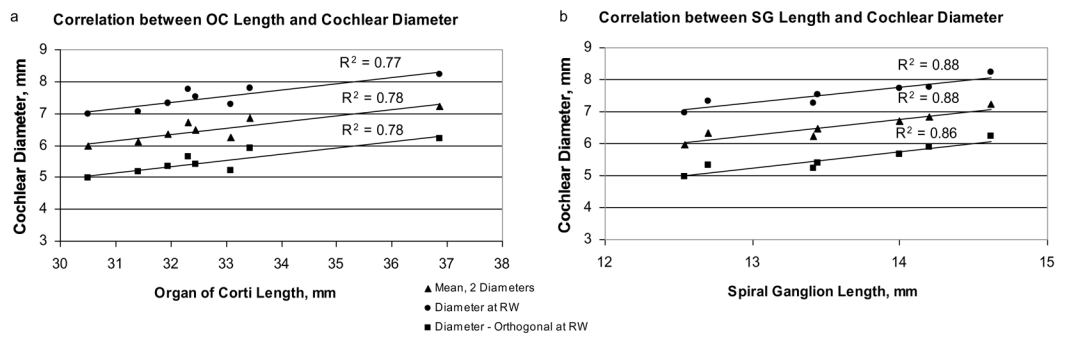 a
Correlation between OC Length and Cochlear Diameter
Cochlear Diameter, mm
9
8
7
6
5
4
3
R² = 0.77
R² = 0.78
R² = 0.78
30
31
32
33
34
35
36
37
38
Organ of Corti Length, mm
b
Correlation between SG Length and Cochlear Diameter
Cochlear Diameter, mm
9
8
7
6
5
4
3
R² = 0.88
R² = 0.88
R² = 0.86
12
13
14
15
Spiral Ganglion Length, mm
Mean, 2 Diameters
Diameter at RW
Diameter - Orthogonal at RW